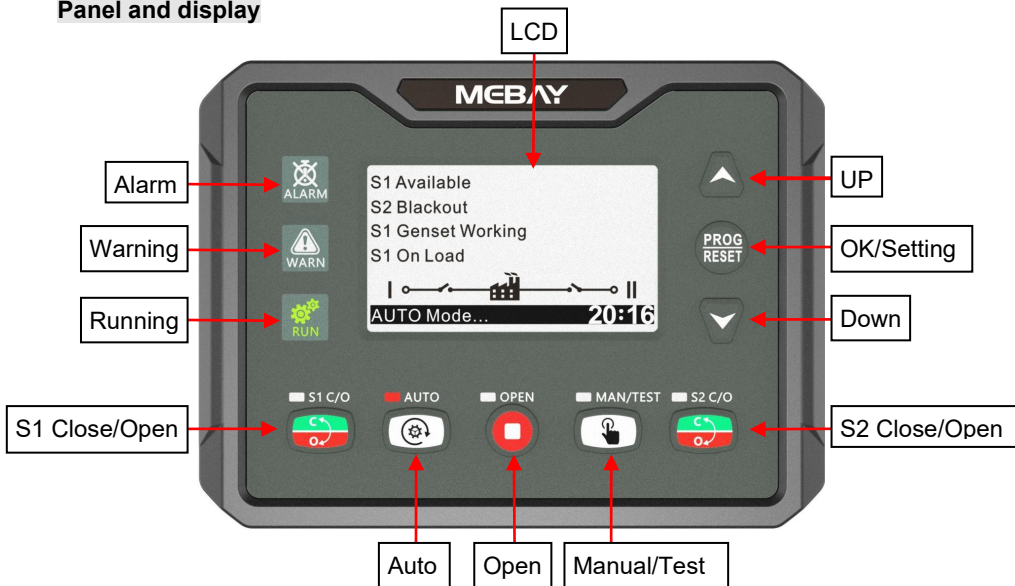 Panel and display
LCD
MEBAY
Alarm
ALARM
S1 Available
S2 Blackout
S1 Genset Working
S1 On Load
I II
AUTO Mode... 20:16
UP
Warning
WARN
PROG
RESET
OK/Setting
Running
RUN
Down
S1 C/O AUTO OPEN MAN/TEST S2 C/O
S1 Close/Open
C
O
C
O
S2 Close/Open
Auto Open Manual/Test